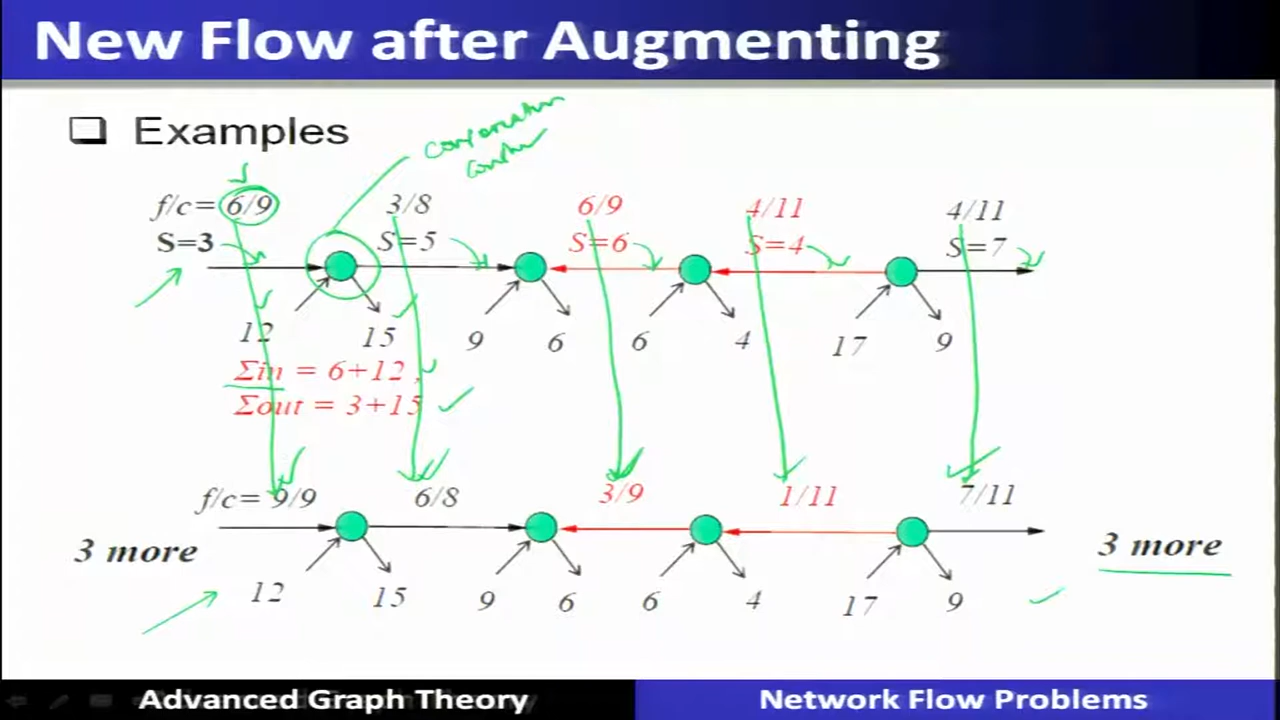 New Flow after Augmenting
❑ Examples
f/c= 6/9 3/8 6/9 4/11 4/11
S=3 S=5 S=6 S=4 S=7
12 15 9 6 6 4 17 9
Σin = 6+12 ,
Σout = 3+15
f/c= 9/9 6/8 3/9 1/11 7/11
3 more 3 more
12 15 9 6 6 4 17 9
Advanced Graph Theory Network Flow Problems